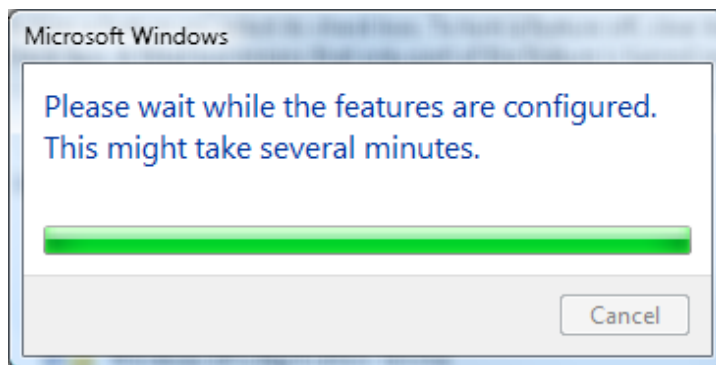 Microsoft Windows
Please wait while the features are configured.
This might take several minutes.
Cancel